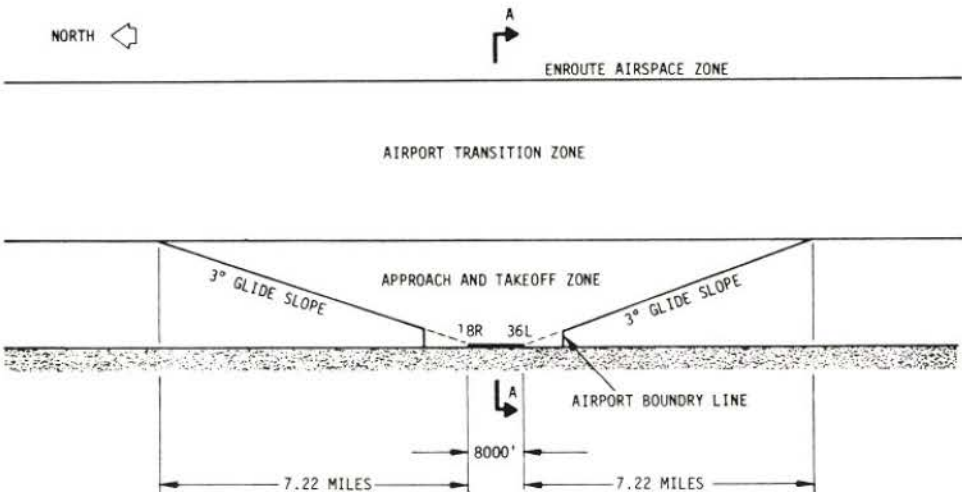 A
NORTH
ENROUTE AIRSPACE ZONE
AIRPORT TRANSITION ZONE
APPROACH AND TAKEOFF ZONE
3° GLIDE SLOPE
3° GLIDE SLOPE
18R 36L
A
AIRPORT BOUNDRY LINE
8000'
7.22 MILES
7.22 MILES